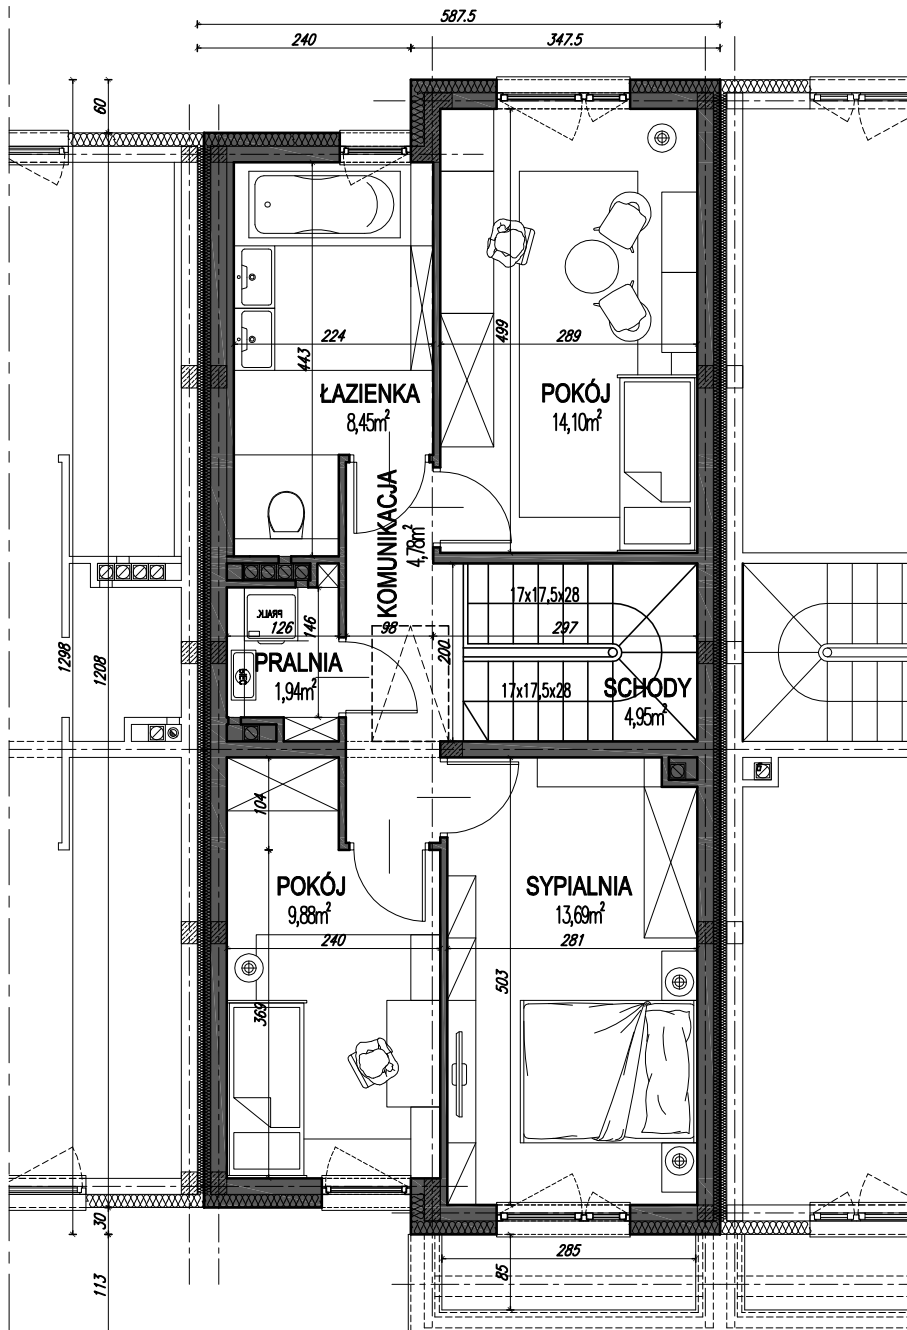 587.5
240
347.5
60
224
443
499
289
ŁAZIENKA
8,45m²
POKÓJ
14,10m²
KOMUNIKACJA
4,78m²
PRALK.
126
146
98
200
17x17,5x28
297
1298
1208
PRALNIA
1,94m²
17x17,5x28
SCHODY
4,95m²
104
POKÓJ
9,88m²
SYPIALNIA
13,69m²
240
281
503
369
30
285
85
113